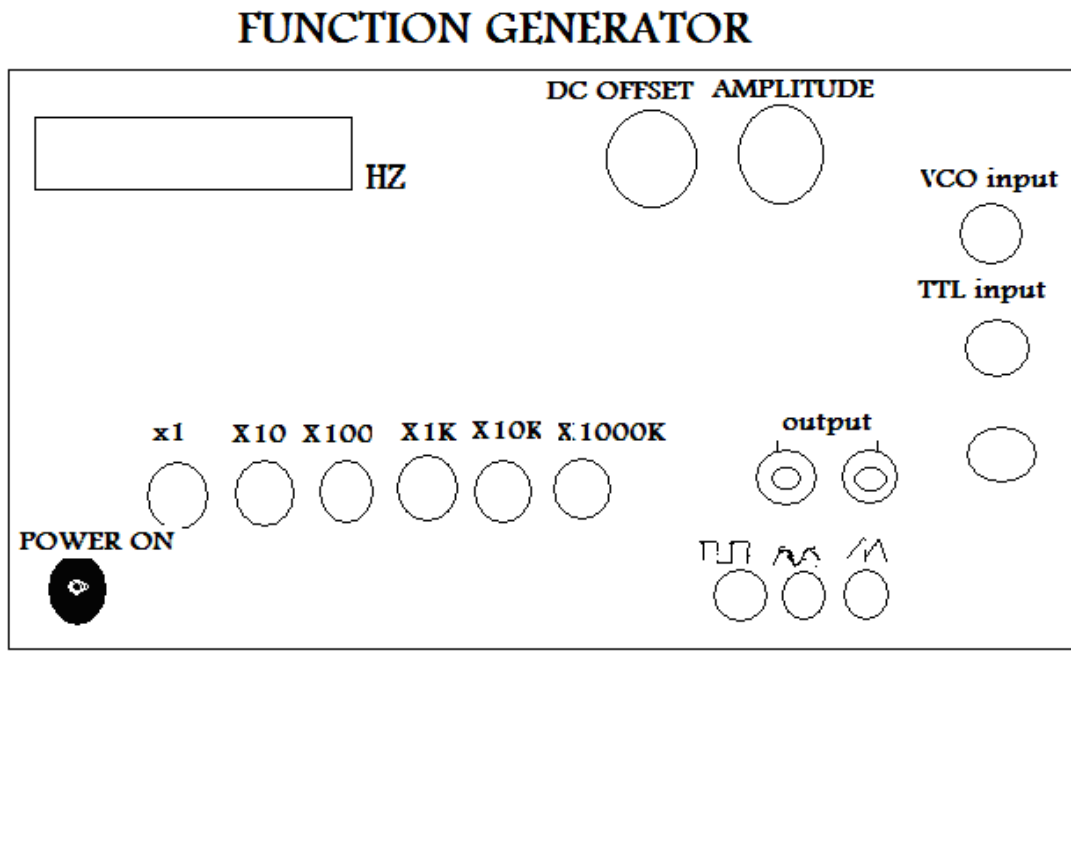 FUNCTION GENERATOR
DC OFFSET AMPLITUDE
HZ
VCO input
TTL input
output
x1 X10 X100 X1K X10K X1000K
POWER ON